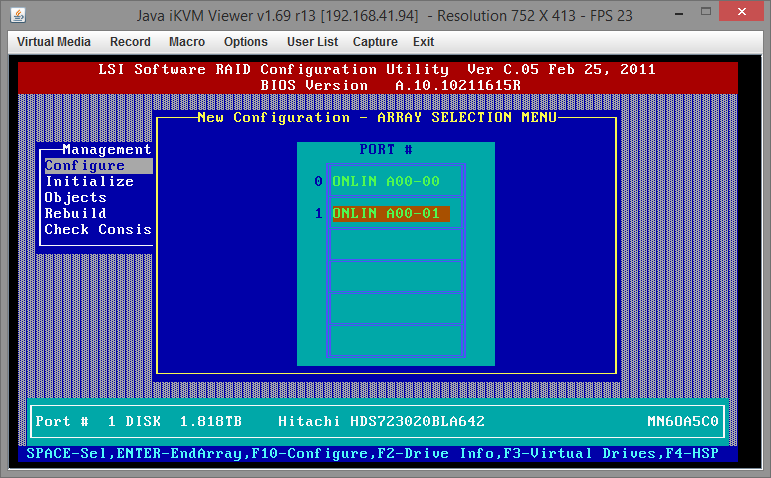 Java iKVM Viewer v1.69 r13 [192.168.41.94] - Resolution 752 X 413 - FPS 23
Virtual Media Record Macro Options User List Capture Exit
LSI Software RAID Configuration Utility Ver C.05 Feb 25, 2011
BIOS Version A.10.10211615R
New Configuration - ARRAY SELECTION MENU
Management
Configure
Initialize
Objects
Rebuild
Check Consis
PORT #
0 ONLIN A00-00
1 ONLIN A00-01
Port # 1 DISK 1.818TB Hitachi HDS723020BLA642 MN6OA5C0
SPACE-Sel,ENTER-EndArray,F10-Configure,F2-Drive Info,F3-Virtual Drives,F4-HSP